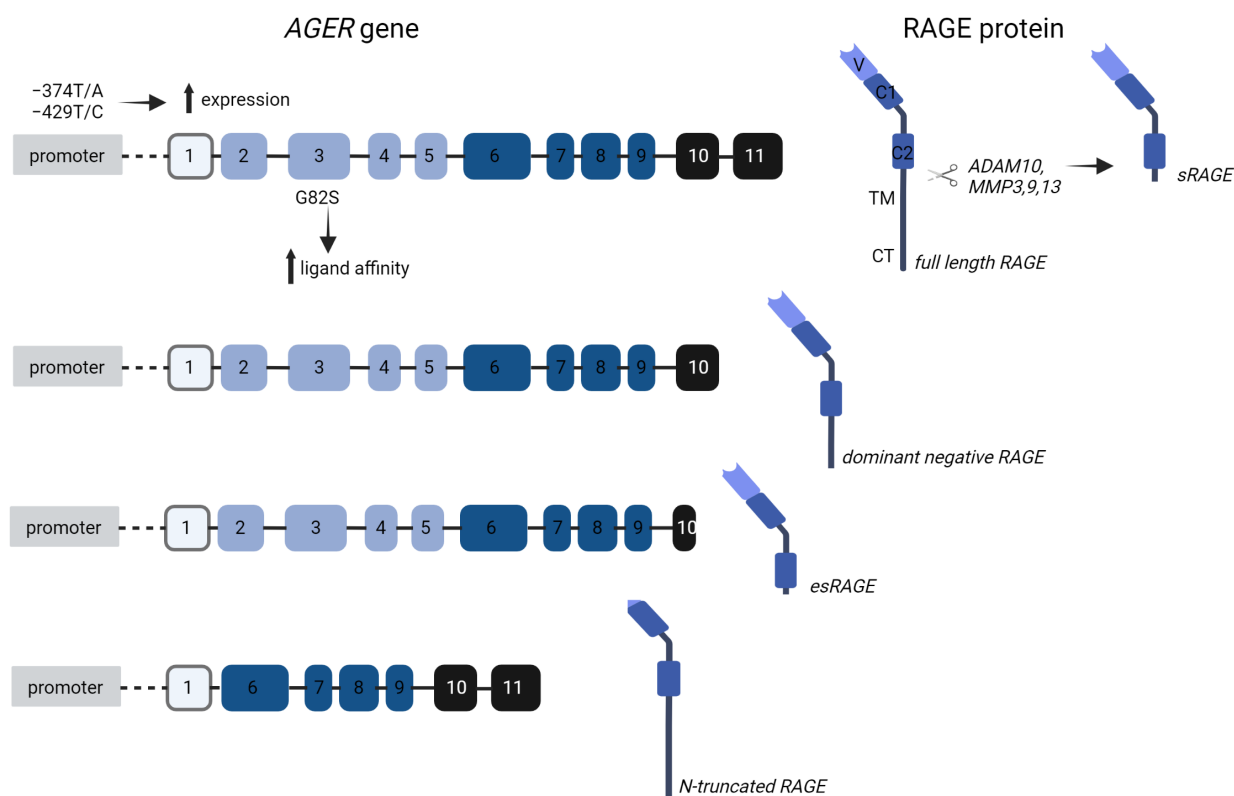 AGER gene
RAGE protein
−374T/A
−429T/C
expression
promoter
1
2
3
4
5
6
7
8
9
10
11
G82S
ligand affinity
V
C1
C2
TM
CT
full length RAGE
ADAM10,
MMP3,9,13
sRAGE
promoter
1
2
3
4
5
6
7
8
9
10
dominant negative RAGE
promoter
1
2
3
4
5
6
7
8
9
10
esRAGE
promoter
1
6
7
8
9
10
11
N-truncated RAGE